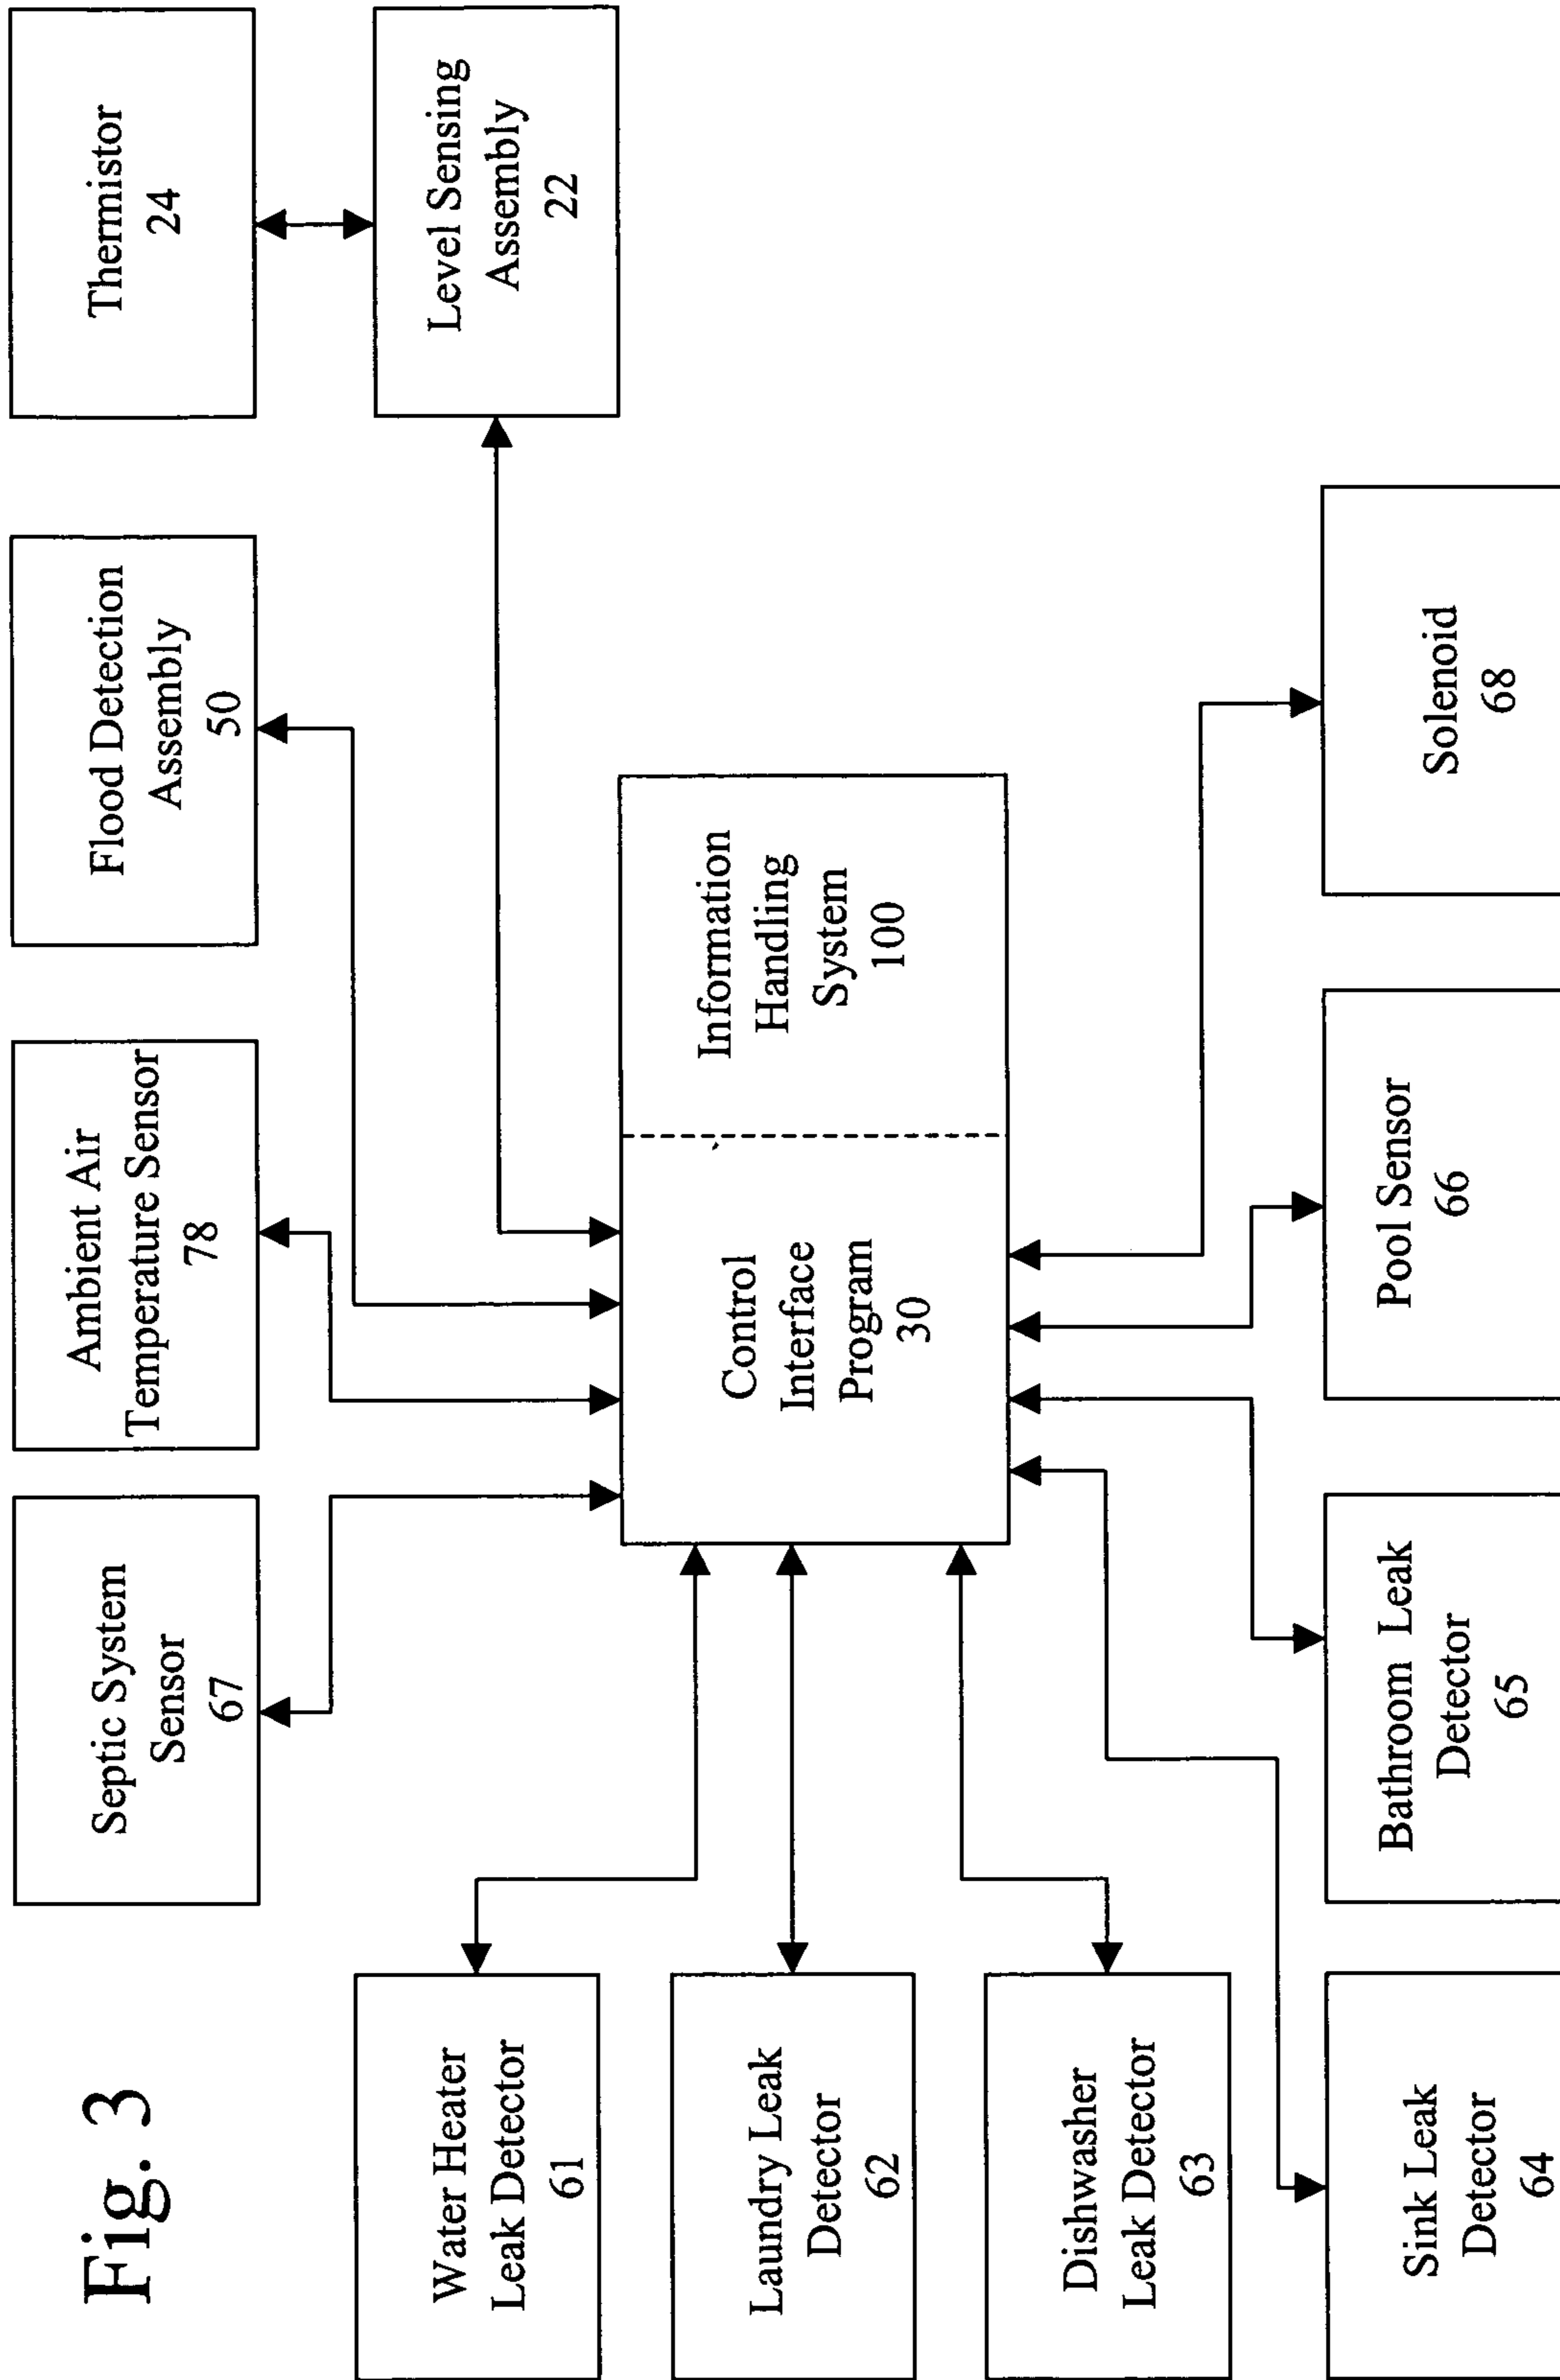 Fig. 3
Septic System
Sensor
67
Ambient Air
Temperature Sensor
78
Flood Detection
Assembly
50
Thermistor
24
Level Sensing
Assembly
22
Water Heater
Leak Detector
61
Laundry Leak
Detector
62
Dishwasher
Leak Detector
63
Control
Interface
Program
30
Information
Handling
System
100
Sink Leak
Detector
64
Bathroom Leak
Detector
65
Pool Sensor
66
Solenoid
68